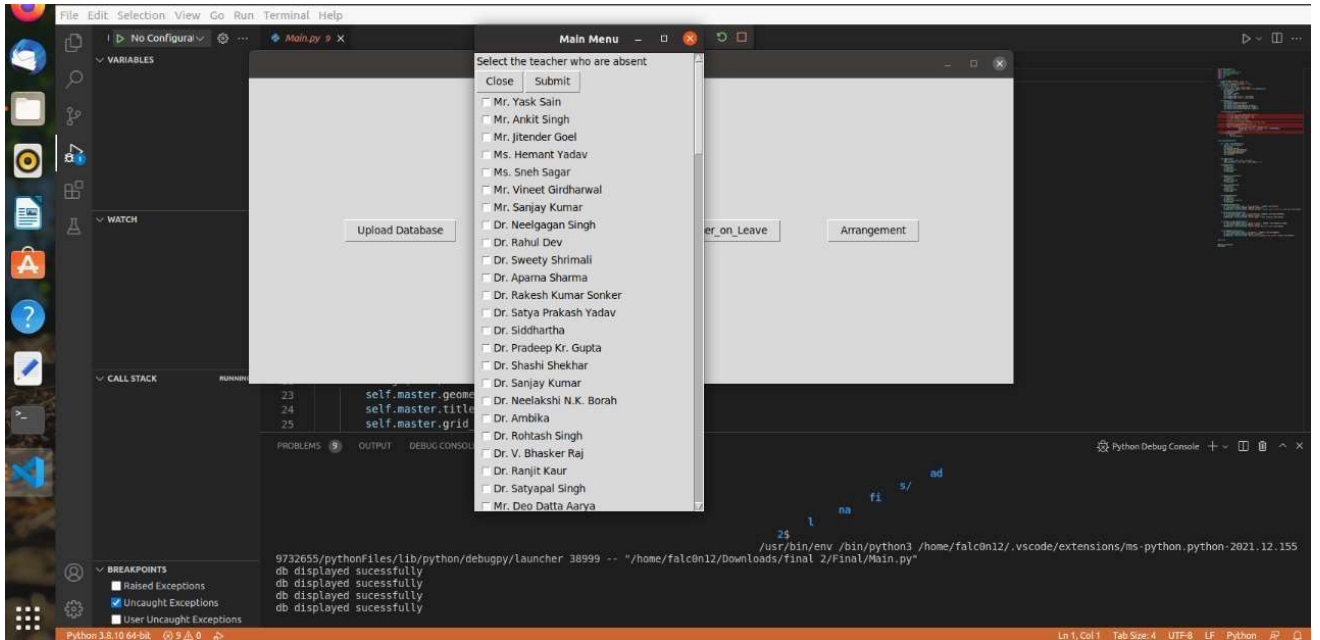 File Edit Selection View Go Run Terminal Help
No Configura
Main.py 9
VARIABLES
WATCH
CALL STACK
BREAKPOINTS
Raised Exceptions
Uncaught Exceptions
User Uncaught Exceptions
Main Menu
Select the teacher who are absent
Close Submit
Mr. Yask Sain
Mr. Ankit Singh
Mr. Jitender Goel
Ms. Hemant Yadav
Ms. Sneh Sagar
Mr. Vineet Girdharwal
Mr. Sanjay Kumar
Dr. Neelgagan Singh
Dr. Rahul Dev
Dr. Sweety Shrimali
Dr. Aparna Sharma
Dr. Rakesh Kumar Sonker
Dr. Satya Prakash Yadav
Dr. Siddhartha
Dr. Pradeep Kr. Gupta
Dr. Shashi Shekhar
Dr. Sanjay Kumar
Dr. Neelakshi N.K. Borah
Dr. Ambika
Dr. Rohtash Singh
Dr. V. Bhasker Raj
Dr. Ranjit Kaur
Dr. Satyapal Singh
Mr. Deo Datta Aarya
Upload Database er_on_Leave Arrangement
23 self.master.geome
24 self.master.title
25 self.master.grid_
PROBLEMS 9 OUTPUT DEBUG CONSOL Python Debug Console
ad
s/
fi
na
l
2$
/usr/bin/env /bin/python3 /home/falc0n12/.vscode/extensions/ms-python.python-2021.12.155
9732655/pythonFiles/lib/python/debugpy/launcher 38999 -- "/home/falc0n12/Downloads/final 2/Final/Main.py"
db displayed sucessfully
db displayed sucessfully
db displayed sucessfully
db displayed sucessfully
Python 3.8.10 64-bit 9 0 Ln 1, Col 1 Tab Size: 4 UTF-8 LF Python